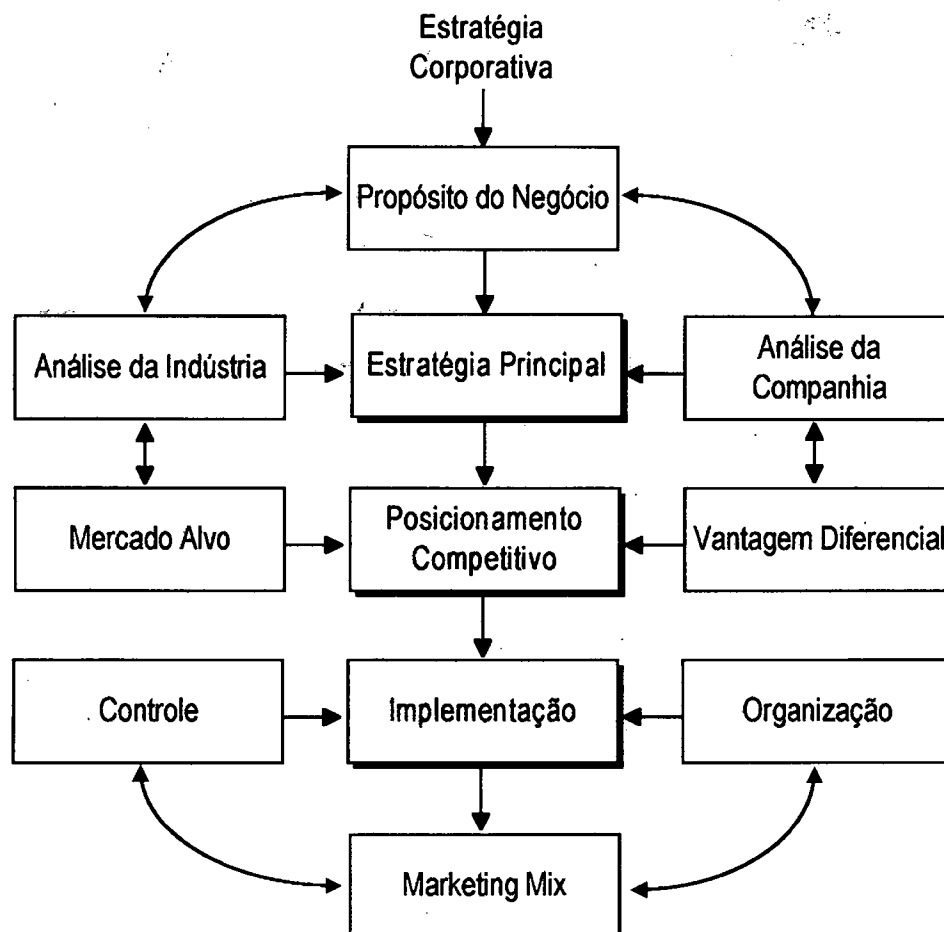 Estratégia
Corporativa
Propósito do Negócio
Análise da Indústria
Estratégia Principal
Análise da
Companhia
Mercado Alvo
Posicionamento
Competitivo
Vantagem Diferencial
Controle
Implementação
Organização
Marketing Mix